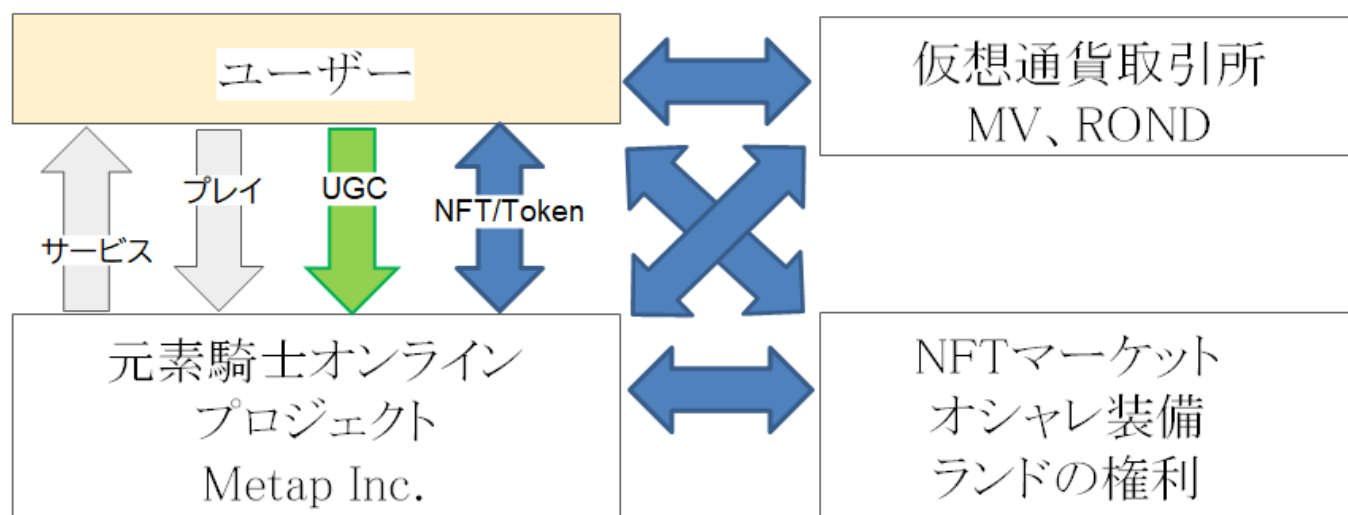 ユーザー
仮想通貨取引所
MV、ROND
サービス
プレイ
UGC
NFT/Token
元素騎士オンライン
プロジェクト
Metap Inc.
NFTマーケット
オシャレ装備
ランドの権利